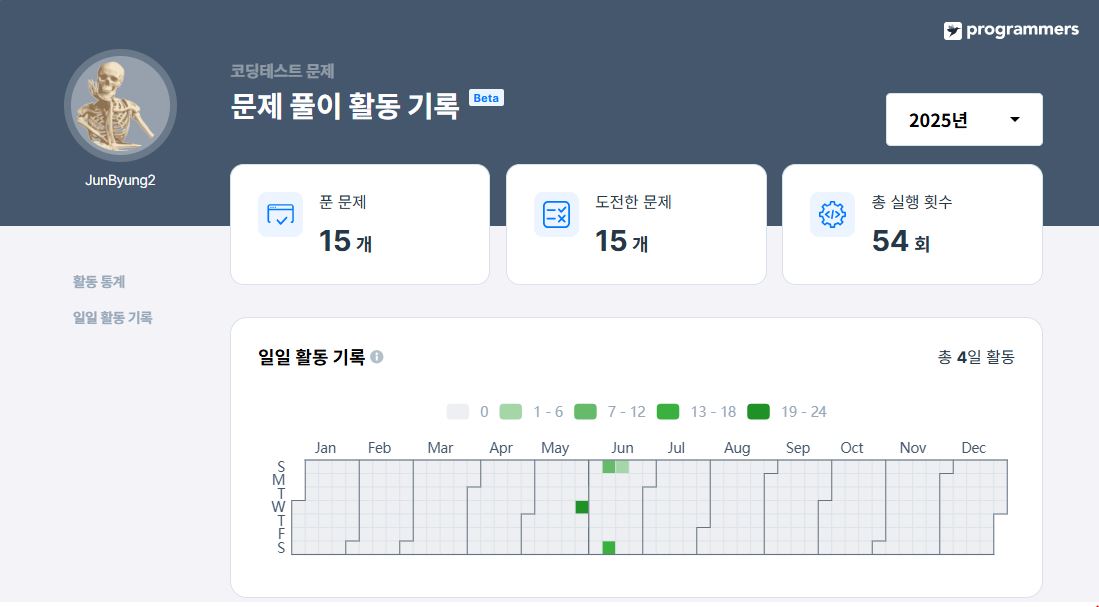 programmers
코딩테스트 문제
문제 풀이 활동 기록 Beta
2025년
JunByung2
푼 문제
15 개
도전한 문제
15 개
총 실행 횟수
54 회
활동 통계
일일 활동 기록
일일 활동 기록
총 4일 활동
0 1 - 6 7 - 12 13 - 18 19 - 24
Jan Feb Mar Apr May Jun Jul Aug Sep Oct Nov Dec
S
M
T
W
T
F
S